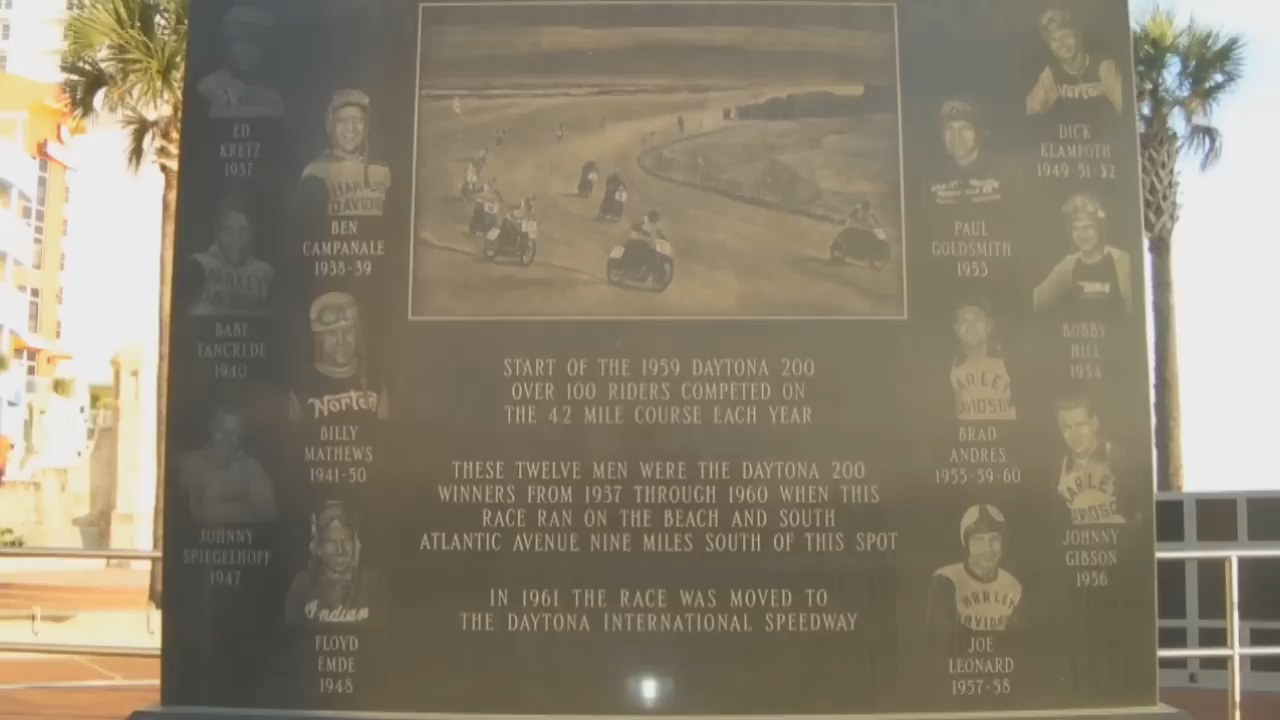 ED
KRETZ
1937
BEN
CAMPANALE
1938-39
BABE
TANCREDE
1940
Norton
BILLY
MATHEWS
1941-50
JOHNNY
SPIEGELHOFF
1947
Indian
FLOYD
EMDE
1948
START OF THE 1959 DAYTONA 200
OVER 100 RIDERS COMPETED ON
THE 4.2 MILE COURSE EACH YEAR
THESE TWELVE MEN WERE THE DAYTONA 200
WINNERS FROM 1937 THROUGH 1960 WHEN THIS
RACE RAN ON THE BEACH AND SOUTH
ATLANTIC AVENUE NINE MILES SOUTH OF THIS SPOT
IN 1961 THE RACE WAS MOVED TO
THE DAYTONA INTERNATIONAL SPEEDWAY
DICK
KLAMFOTH
1949-51-52
PAUL
GOLDSMITH
1953
BOBBY
HILL
1954
BRAD
ANDRES
1955-59-60
JOHNNY
GIBSON
1956
HARLEY
JOE
LEONARD
1957-58